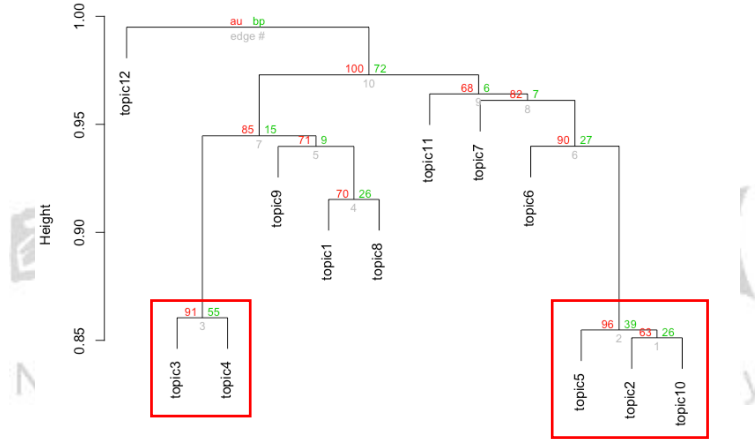 1.00
0.95
0.90
0.85
Height
au bp
edge #
topic12
100 72
10
68 6
9
82 7
8
topic11
topic7
85 15
7
71 9
5
90 27
6
topic9
topic6
70 26
4
topic1
topic8
91 55
3
topic3
topic4
96 39
2
63 26
1
topic5
topic2
topic10